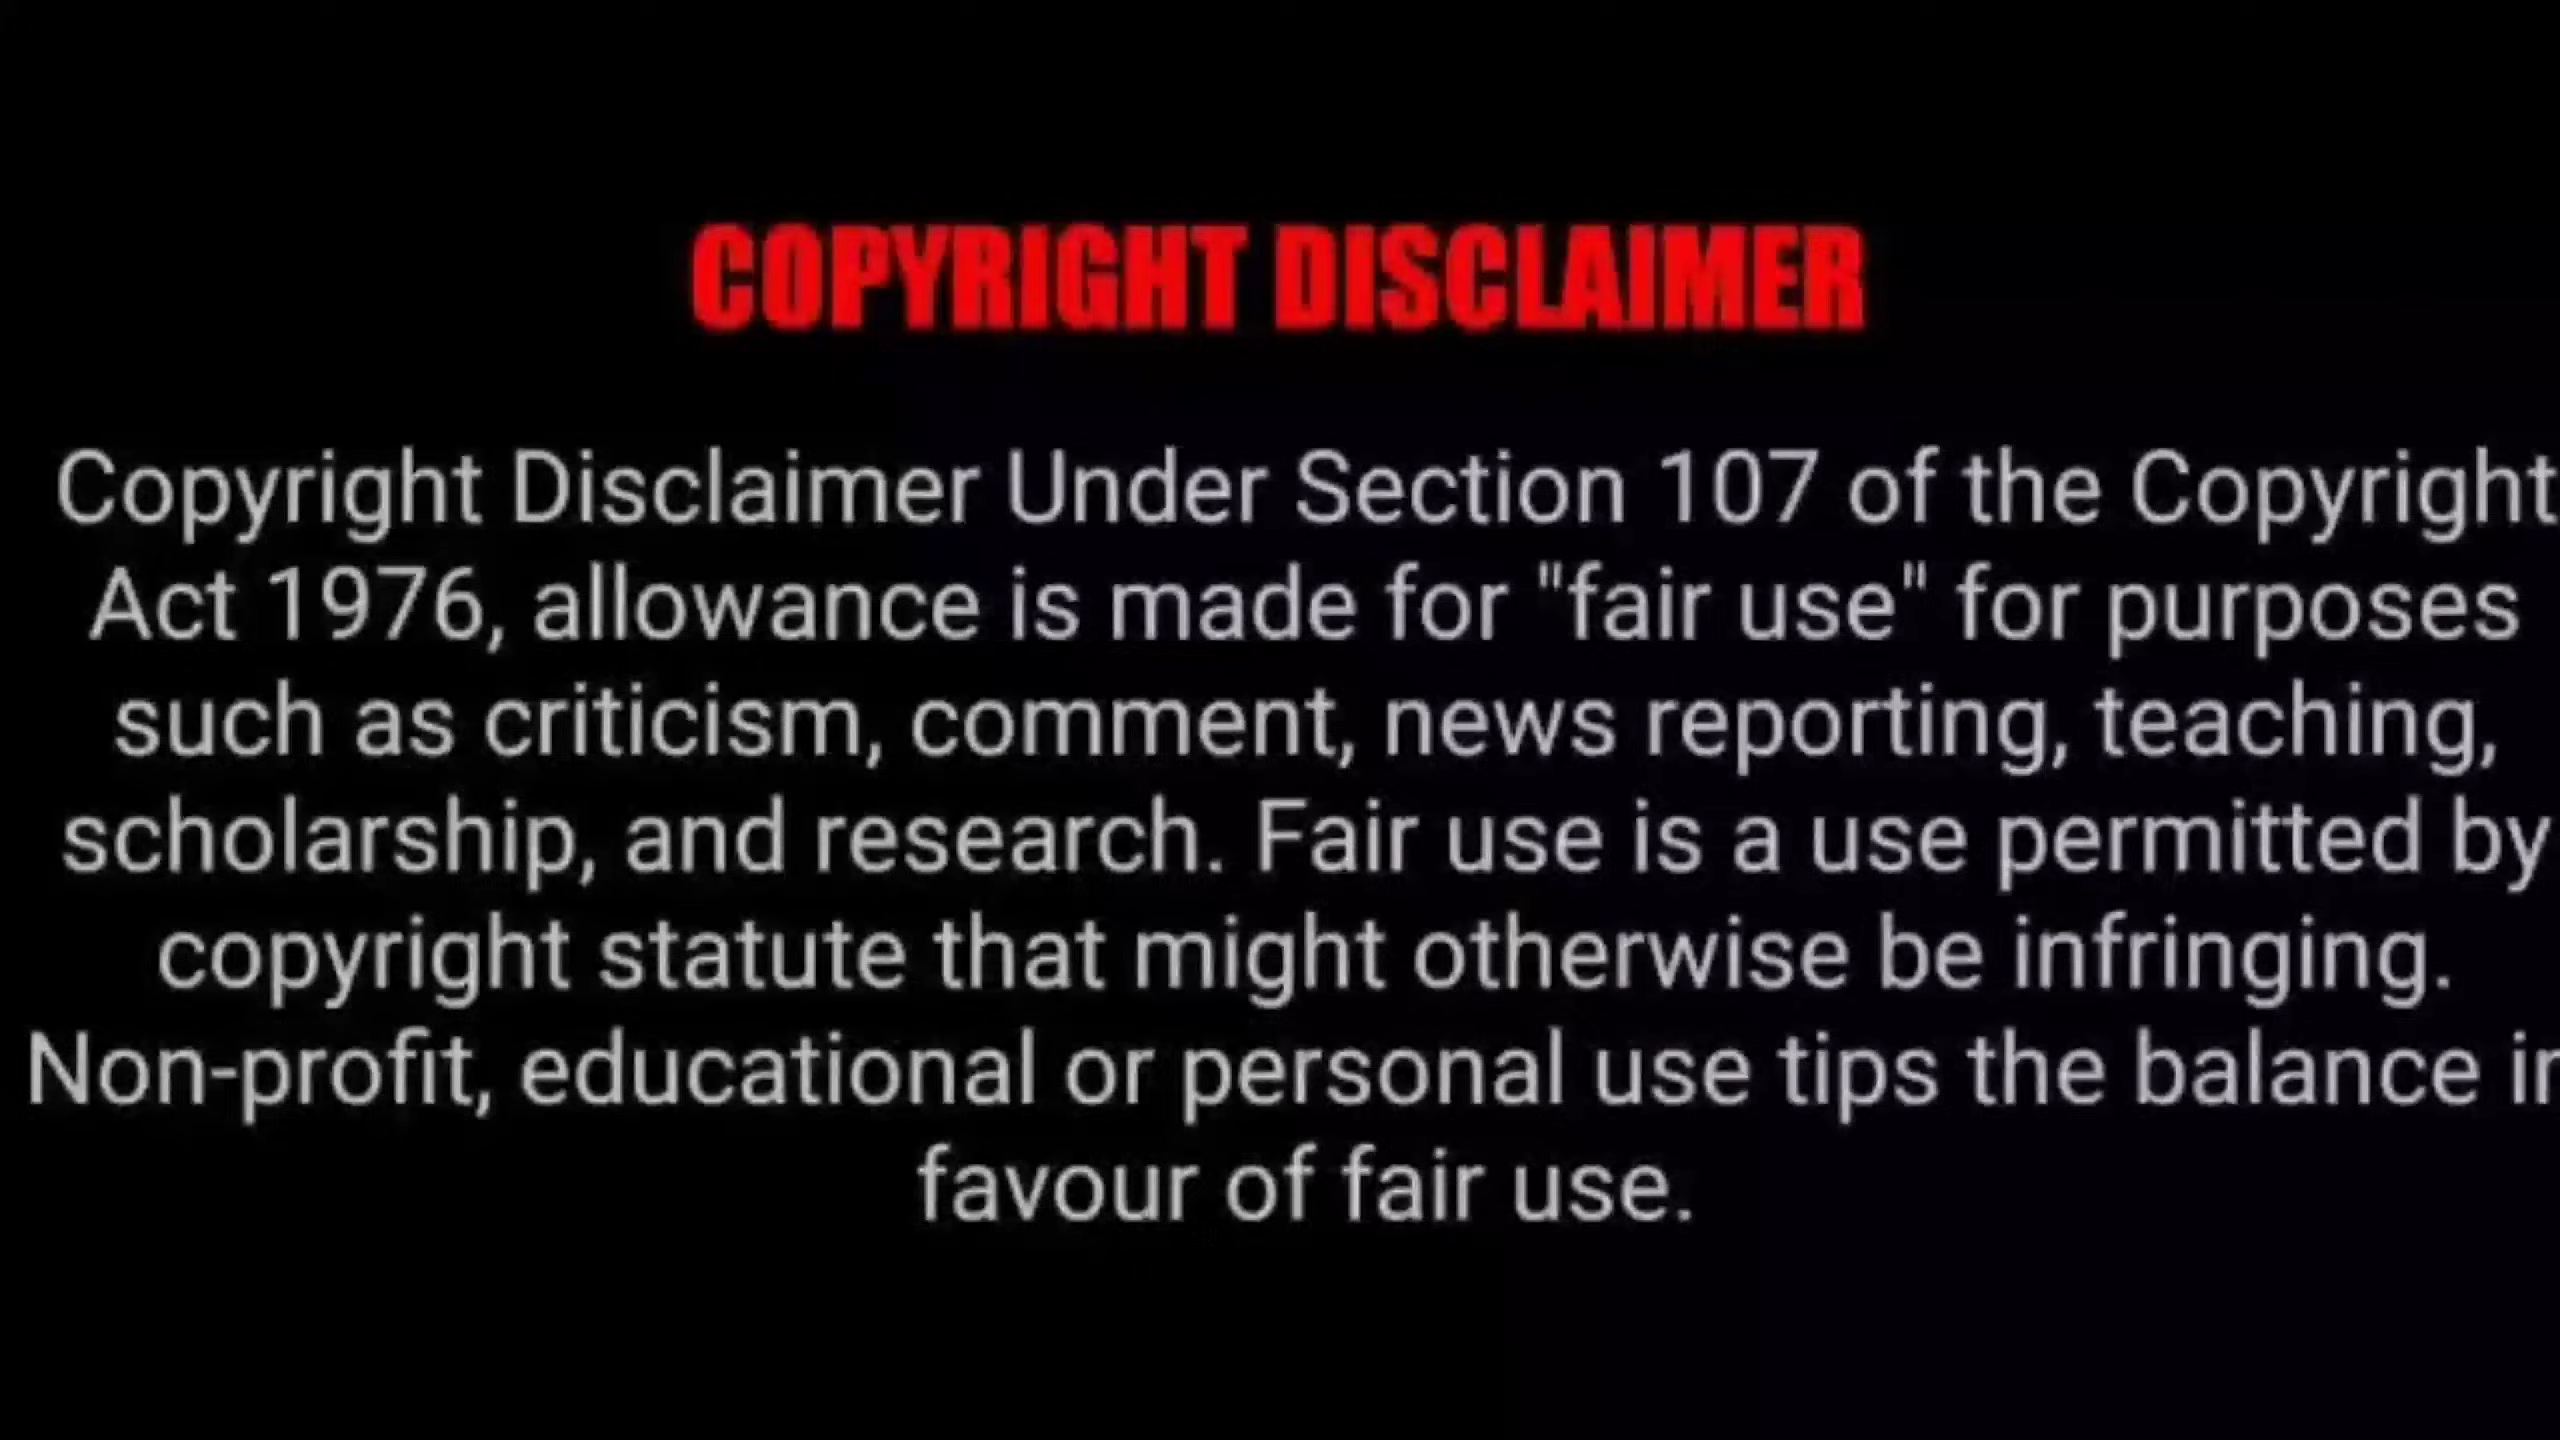 COPYRIGHT DISCLAIMER
Copyright Disclaimer Under Section 107 of the Copyright
Act 1976, allowance is made for "fair use" for purposes
such as criticism, comment, news reporting, teaching,
scholarship, and research. Fair use is a use permitted by
copyright statute that might otherwise be infringing.
Non-profit, educational or personal use tips the balance in
favour of fair use.